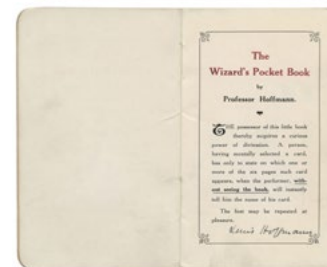 The
Wizard's Pocket Book
by
Professor Hoffmann.
THE possessor of this little book
thereby acquires a curious
power of divination. A person,
having mentally selected a card,
has only to state on which one or
more of the six pages such card
appears, when the performer, with-
out seeing the book, will instantly
tell him the name of his card.
The feat may be repeated at
pleasure.
Louis Hoffmann